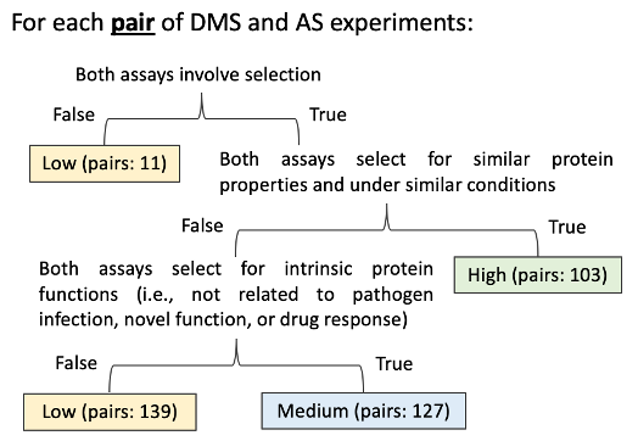 For each pair of DMS and AS experiments:
Both assays involve selection
False
True
Low (pairs: 11)
Both assays select for similar protein
properties and under similar conditions
False
True
High (pairs: 103)
Both assays select for intrinsic protein
functions (i.e., not related to pathogen
infection, novel function, or drug response)
False
True
Low (pairs: 139)
Medium (pairs: 127)